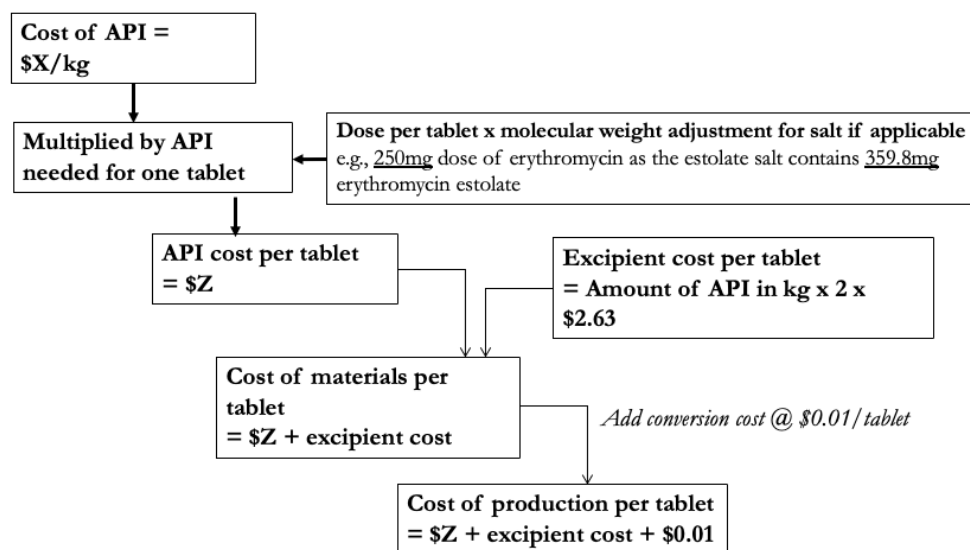 Cost of API =
$X/kg
Multiplied by API
needed for one tablet
Dose per tablet x molecular weight adjustment for salt if applicable
e.g., 250mg dose of erythromycin as the estolate salt contains 359.8mg
erythromycin estolate
API cost per tablet
= $Z
Excipient cost per tablet
= Amount of API in kg x 2 x
$2.63
Cost of materials per
tablet
= $Z + excipient cost
Add conversion cost @ $0.01/tablet
Cost of production per tablet
= $Z + excipient cost + $0.01